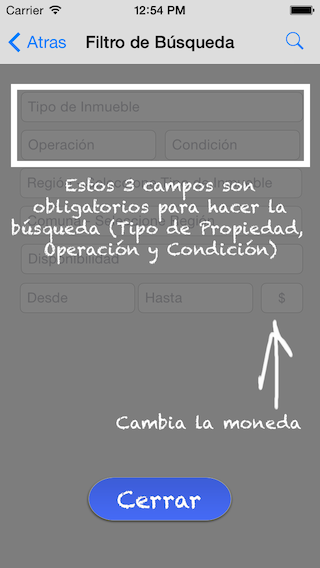 Carrier 12:54 PM
Atras Filtro de Búsqueda
Tipo de Inmueble
Operación Condición
Región - Seleccione Tipo de Inmueble
Estos 3 campos son
obligatorios para hacer la
Comuna - Seleccione Región
búsqueda (Tipo de Propiedad,
Operación y Condición)
Disponibilidad
Desde Hasta $
Cambia la moneda
Cerrar